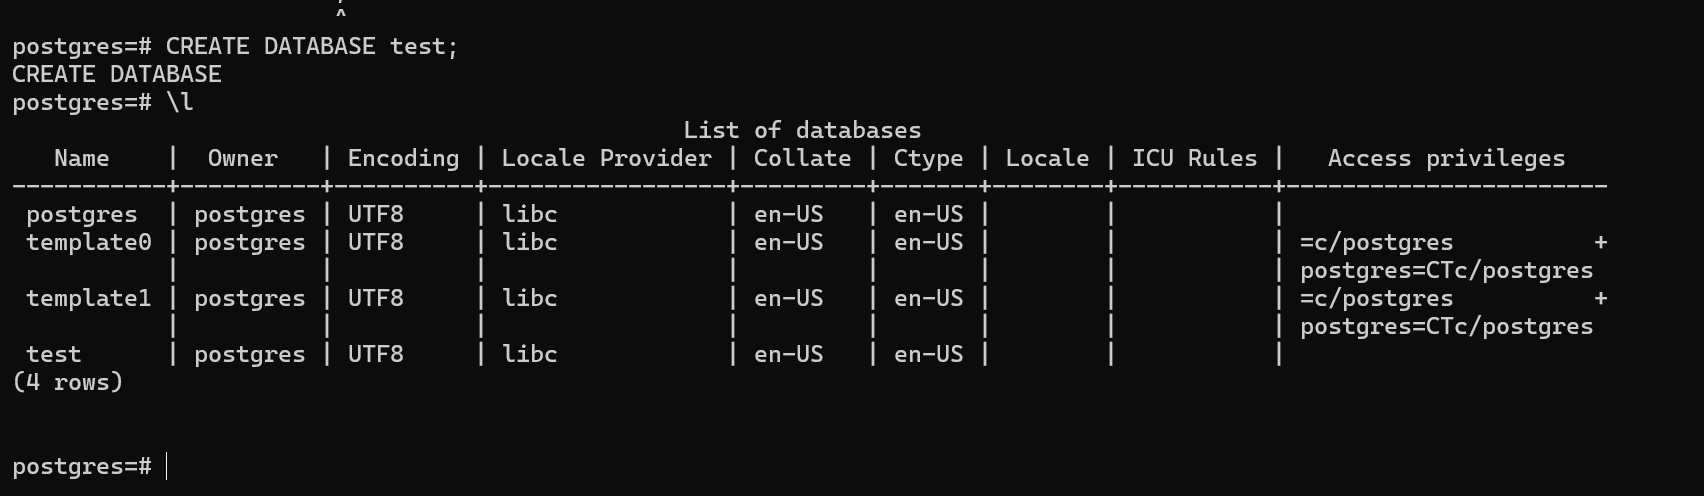 ^
postgres=# CREATE DATABASE test;
CREATE DATABASE
postgres=# \l
                                                List of databases
   Name    |  Owner   | Encoding | Locale Provider | Collate | Ctype | Locale | ICU Rules |   Access privileges
-----------+----------+----------+-----------------+---------+-------+--------+-----------+-----------------------
 postgres  | postgres | UTF8     | libc            | en-US   | en-US |        |           |
 template0 | postgres | UTF8     | libc            | en-US   | en-US |        |           | =c/postgres          +
           |          |          |                 |         |       |        |           | postgres=CTc/postgres
 template1 | postgres | UTF8     | libc            | en-US   | en-US |        |           | =c/postgres          +
           |          |          |                 |         |       |        |           | postgres=CTc/postgres
 test      | postgres | UTF8     | libc            | en-US   | en-US |        |           |
(4 rows)
postgres=#